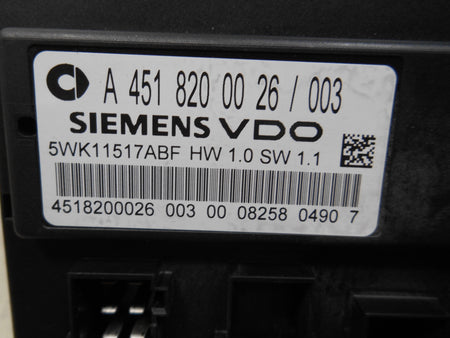 A 451 820 00 26 / 003
SIEMENS VDO
5WK11517ABF HW 1.0 SW 1.1
4518200026 003 00 08258 0490 7